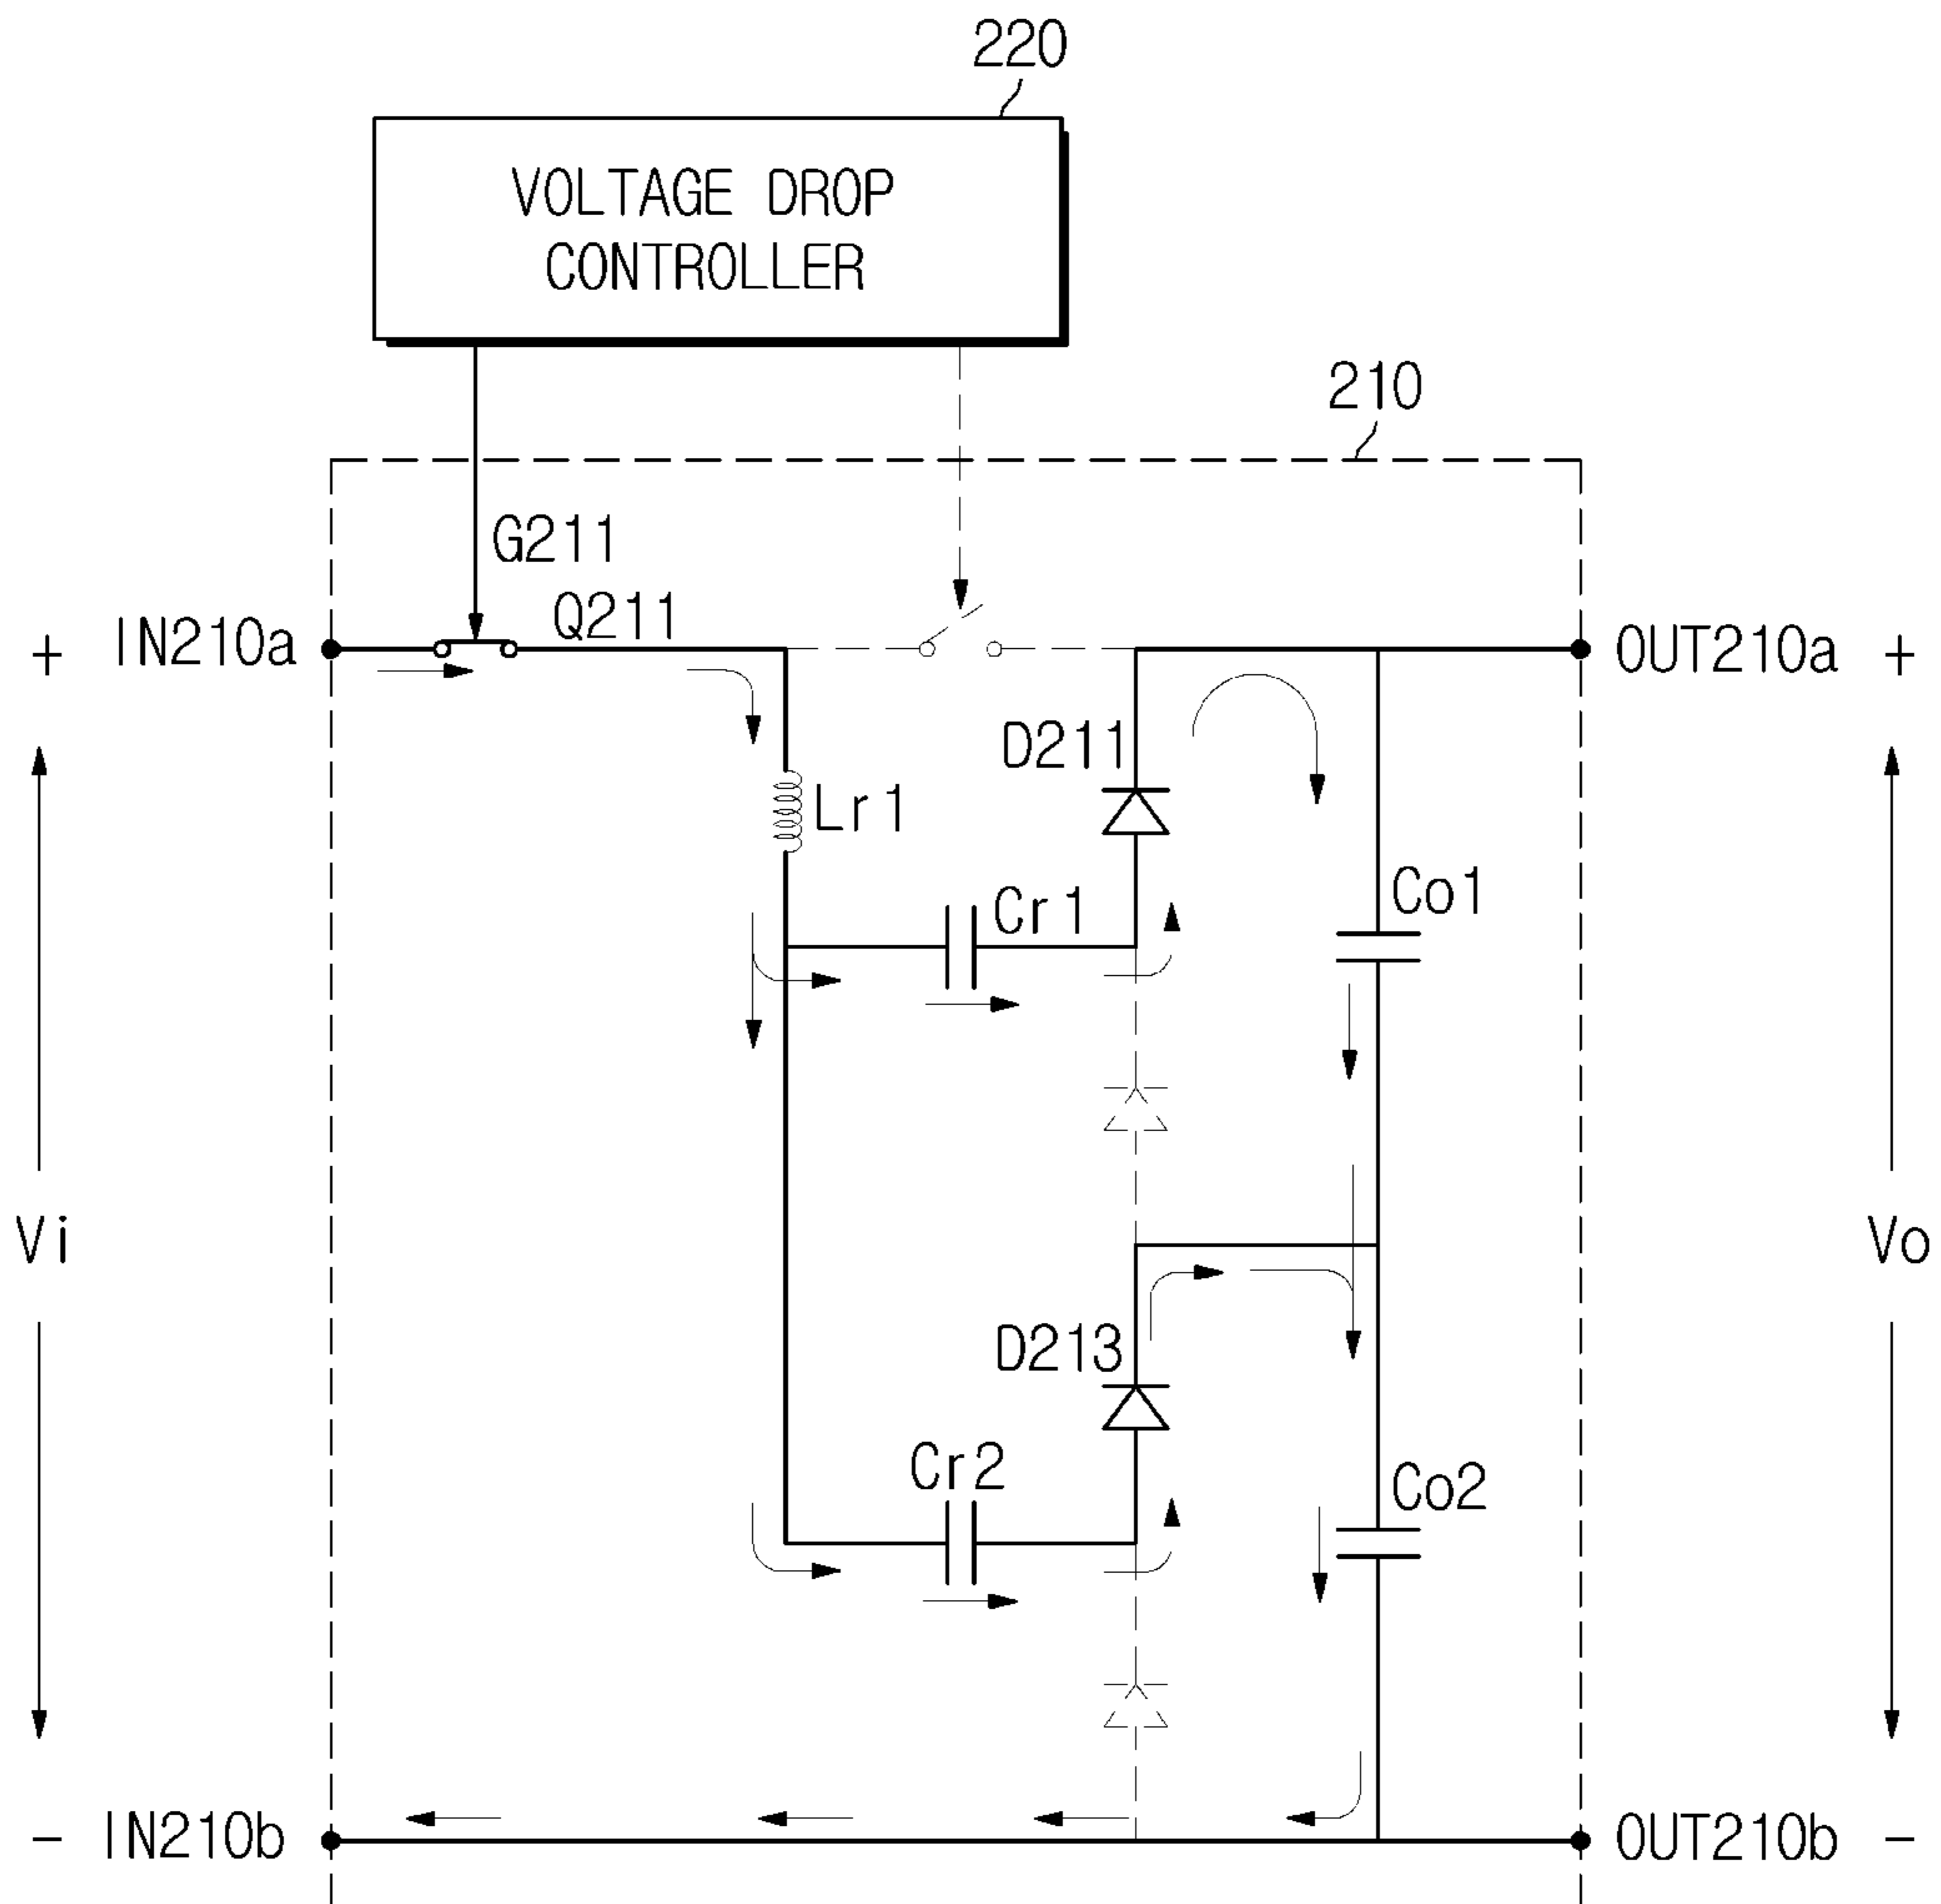 220
VOLTAGE DROP
CONTROLLER
210
G211
Q211
+ IN210a
OUT210a +
D211
Lr1
Cr1
Co1
Vi
Vo
D213
Cr2
Co2
- IN210b
OUT210b -